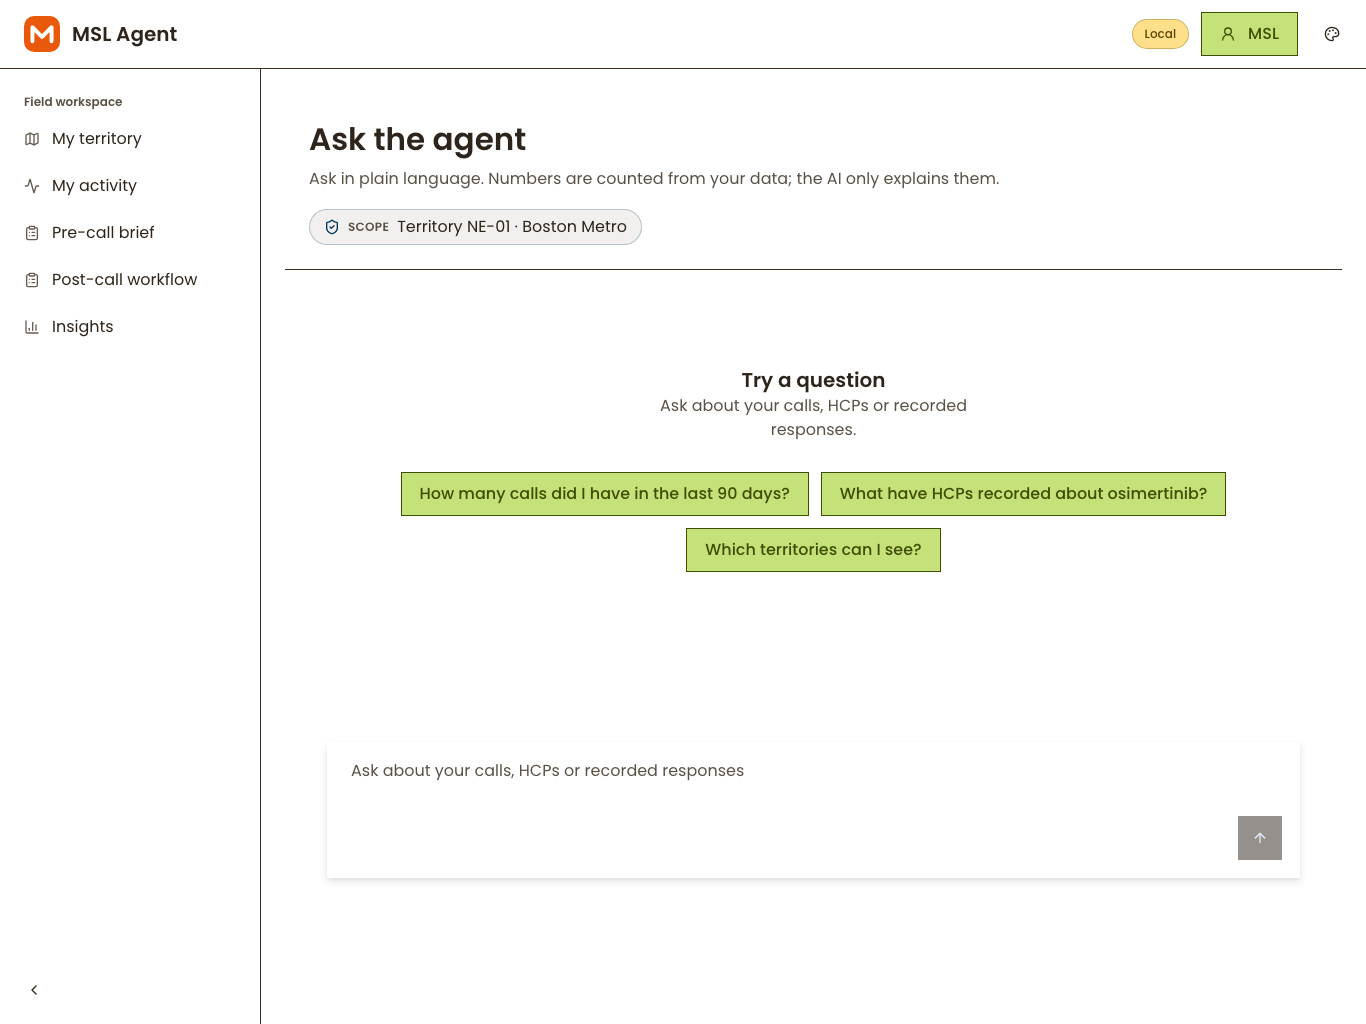 MSL Agent
Local
MSL
Field workspace
My territory
My activity
Pre-call brief
Post-call workflow
Insights
Ask the agent
Ask in plain language. Numbers are counted from your data; the AI only explains them.
SCOPE Territory NE-01 · Boston Metro
Try a question
Ask about your calls, HCPs or recorded
responses.
How many calls did I have in the last 90 days?
What have HCPs recorded about osimertinib?
Which territories can I see?
Ask about your calls, HCPs or recorded responses